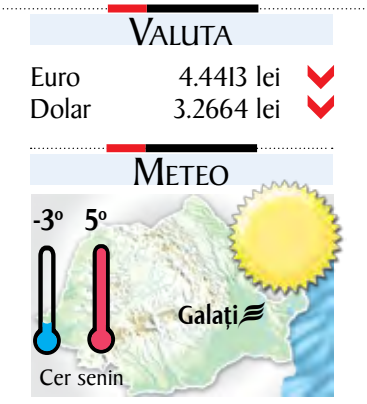 VALUTA
Euro 4.4413 lei
Dolar 3.2664 lei
METEO
-3º 5º
Galați
Cer senin